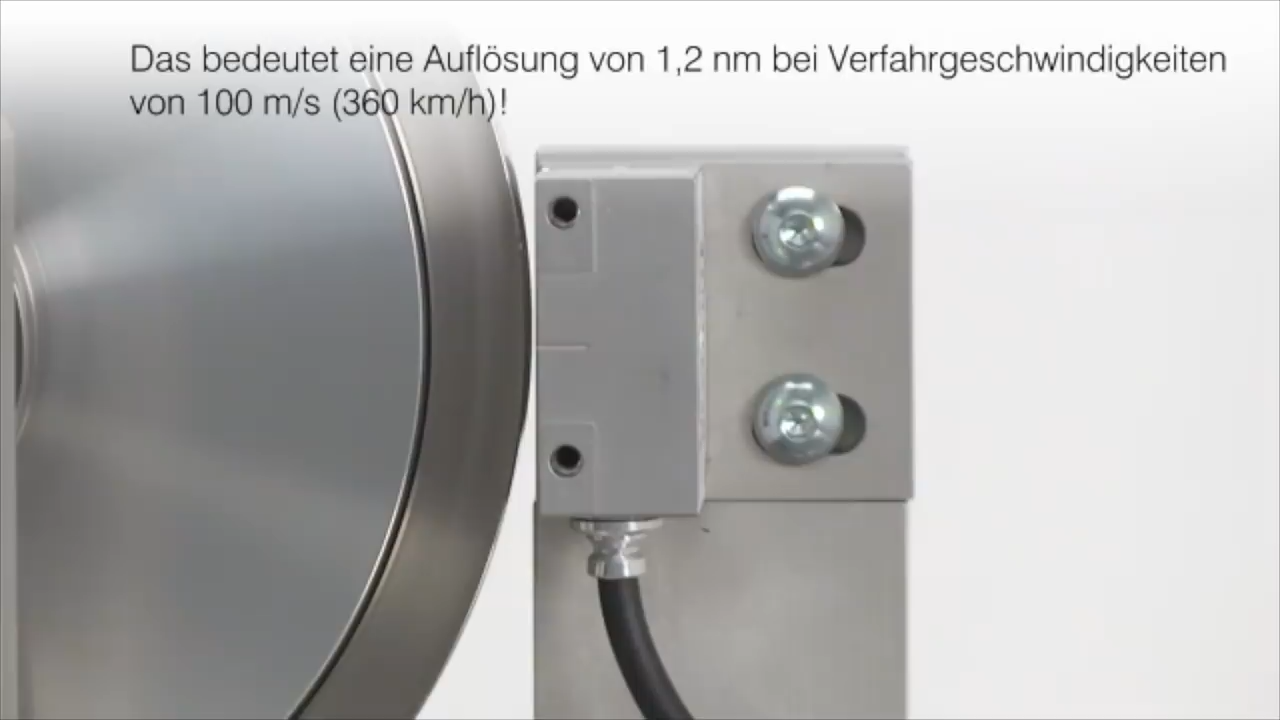 Das bedeutet eine Auflösung von 1,2 nm bei Verfahrgeschwindigkeiten
von 100 m/s (360 km/h)!